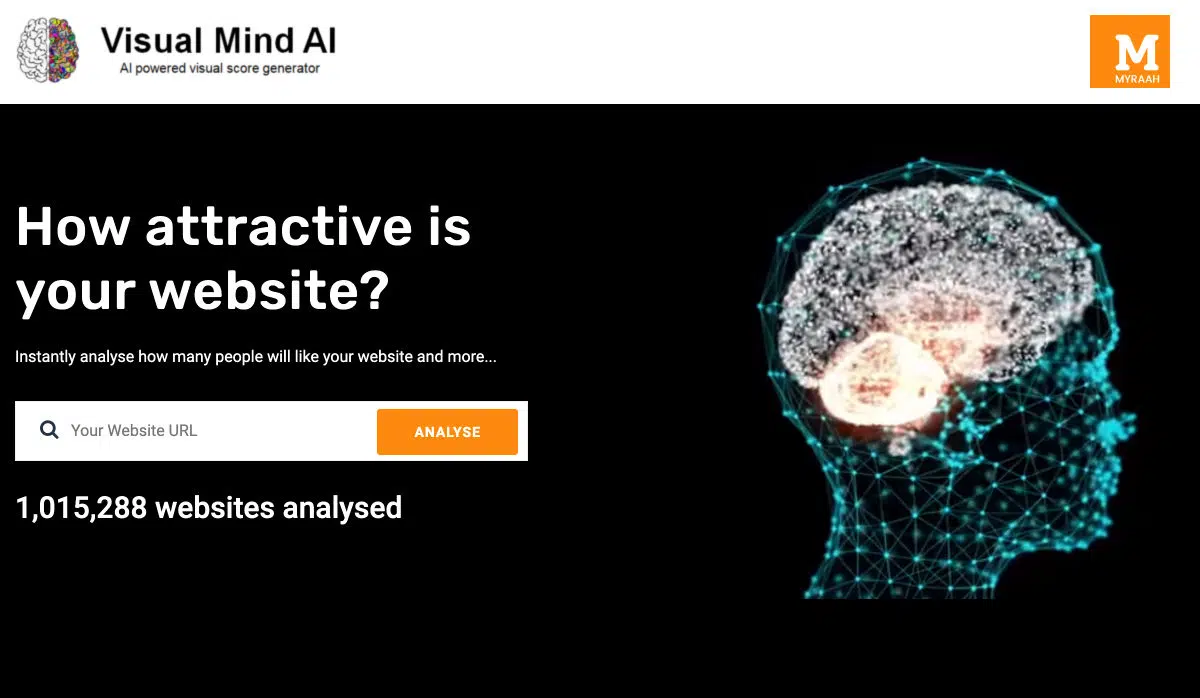 Visual Mind AI
AI powered visual score generator
M
MYRAAH
How attractive is
your website?
Instantly analyse how many people will like your website and more...
Your Website URL
ANALYSE
1,015,288 websites analysed